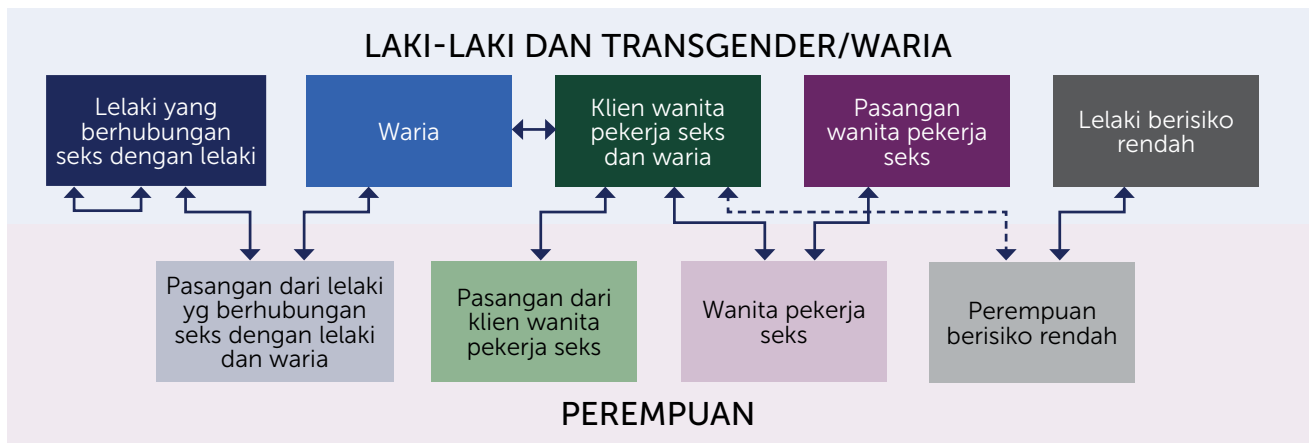 LAKI-LAKI DAN TRANSGENDER/WARIA
Lelaki yang
berhubungan
seks dengan lelaki
Waria
Klien wanita
pekerja seks
dan waria
Pasangan
wanita pekerja
seks
Lelaki berisiko
rendah
Pasangan dari lelaki
yg berhubungan
seks dengan lelaki
dan waria
Pasangan dari
klien wanita
pekerja seks
Wanita pekerja
seks
Perempuan
berisiko rendah
PEREMPUAN